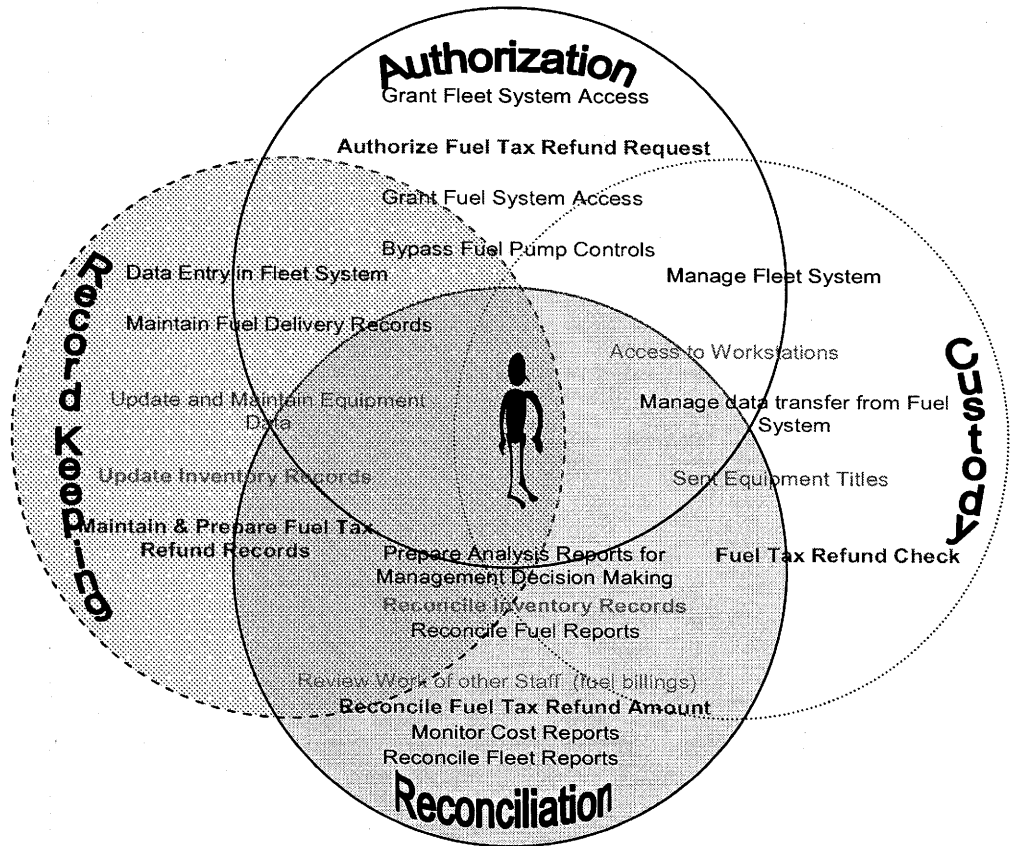 Authorization
Grant Fleet System Access
Authorize Fuel Tax Refund Request
Grant Fuel System Access
Bypass Fuel Pump Controls
Record Keeping
Data Entry in Fleet System
Maintain Fuel Delivery Records
Update and Maintain Equipment
Data
Update Inventory Records
Maintain & Prepare Fuel Tax
Refund Records
Custody
Manage Fleet System
Access to Workstations
Manage data transfer from Fuel
System
Sent Equipment Titles
Fuel Tax Refund Check
Prepare Analysis Reports for
Management Decision Making
Reconcile Inventory Records
Reconcile Fuel Reports
Review Work of other Staff (fuel billings)
Reconcile Fuel Tax Refund Amount
Monitor Cost Reports
Reconcile Fleet Reports
Reconciliation